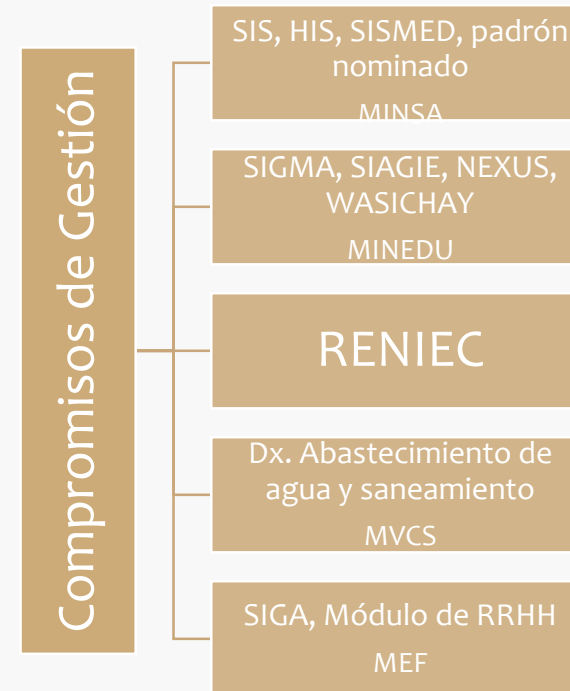 Compromisos de Gestión
SIS, HIS, SISMED, padrón
nominado
MINSA
SIGMA, SIAGIE, NEXUS,
WASICHAY
MINEDU
RENIEC
Dx. Abastecimiento de
agua y saneamiento
MVCS
SIGA, Módulo de RRHH
MEF